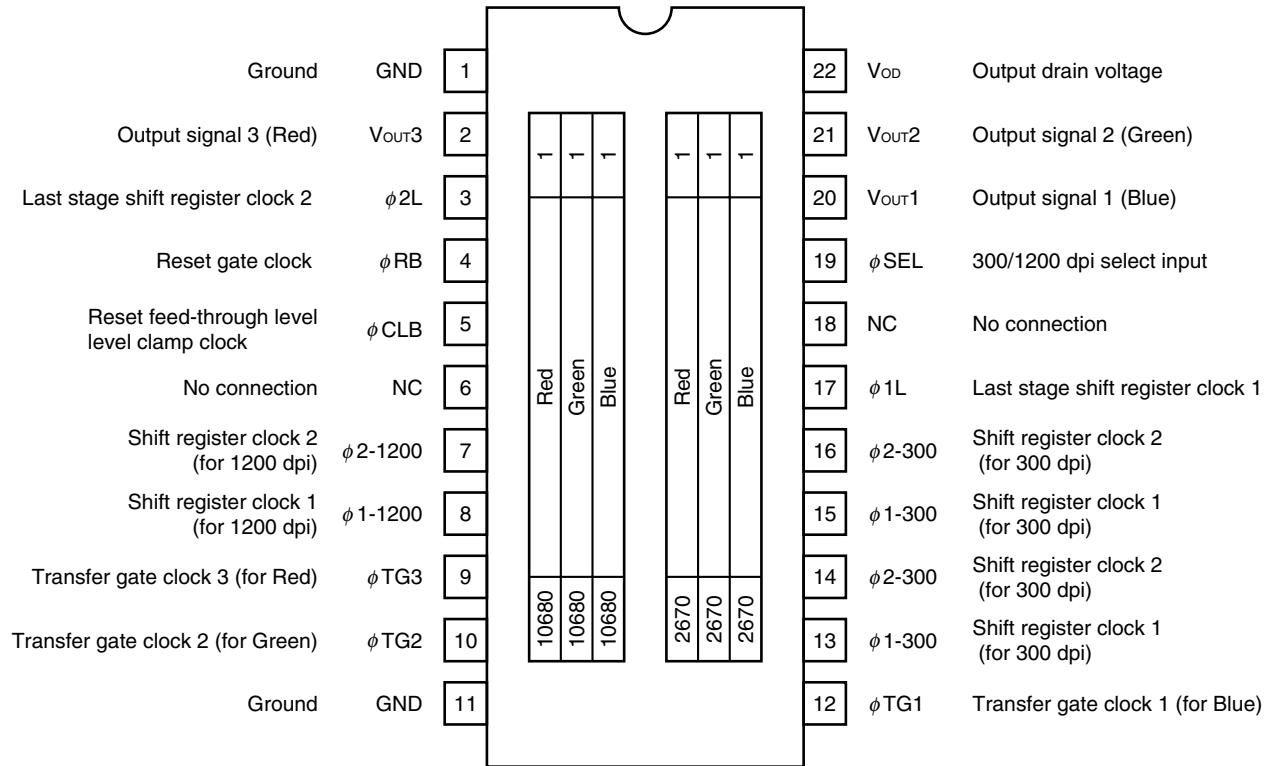 Ground GND 1
Output signal 3 (Red) VOUT3 2
Last stage shift register clock 2 φ2L 3
Reset gate clock φRB 4
Reset feed-through level
level clamp clock φCLB 5
No connection NC 6
Shift register clock 2
(for 1200 dpi) φ2-1200 7
Shift register clock 1
(for 1200 dpi) φ1-1200 8
Transfer gate clock 3 (for Red) φTG3 9
Transfer gate clock 2 (for Green) φTG2 10
Ground GND 11
1 1 1
Red Green Blue
10680 10680 10680
1 1 1
Red Green Blue
2670 2670 2670
22 VOD Output drain voltage
21 VOUT2 Output signal 2 (Green)
20 VOUT1 Output signal 1 (Blue)
19 φSEL 300/1200 dpi select input
18 NC No connection
17 φ1L Last stage shift register clock 1
16 φ2-300 Shift register clock 2
(for 300 dpi)
15 φ1-300 Shift register clock 1
(for 300 dpi)
14 φ2-300 Shift register clock 2
(for 300 dpi)
13 φ1-300 Shift register clock 1
(for 300 dpi)
12 φTG1 Transfer gate clock 1 (for Blue)